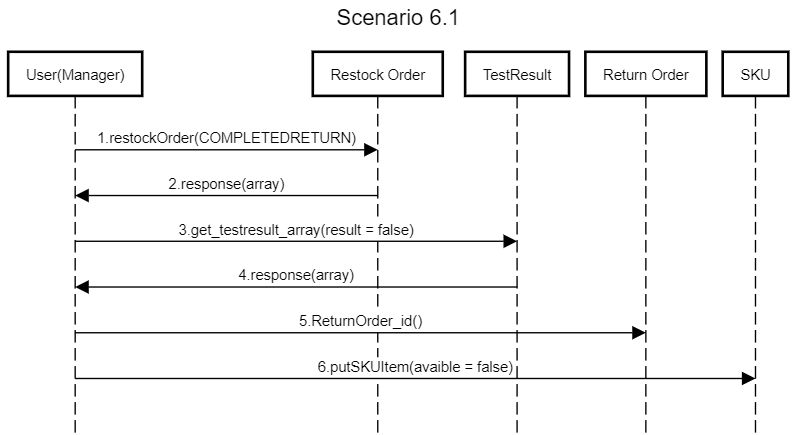 Scenario 6.1
User(Manager)
Restock Order
TestResult
Return Order
SKU
1.restockOrder(COMPLETEDRETURN)
2.response(array)
3.get_testresult_array(result = false)
4.response(array)
5.ReturnOrder_id()
6.putSKUItem(avaible = false)